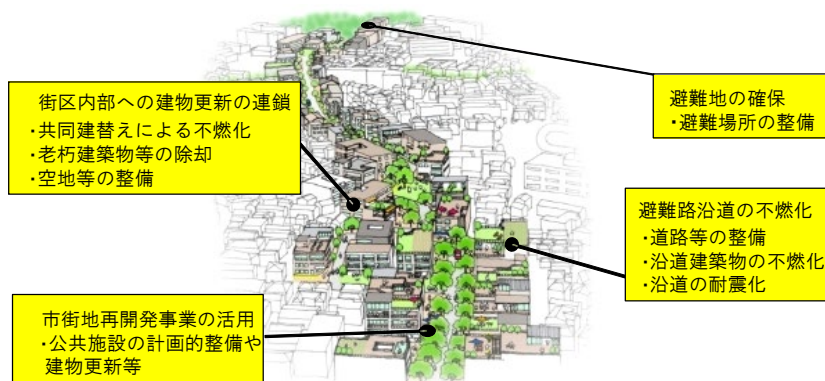 街区内部への建物更新の連鎖
・共同建替えによる不燃化
・老朽建築物等の除却
・空地等の整備
避難地の確保
・避難場所の整備
避難路沿道の不燃化
・道路等の整備
・沿道建築物の不燃化
・沿道の耐震化
市街地再開発事業の活用
・公共施設の計画的整備や
建物更新等